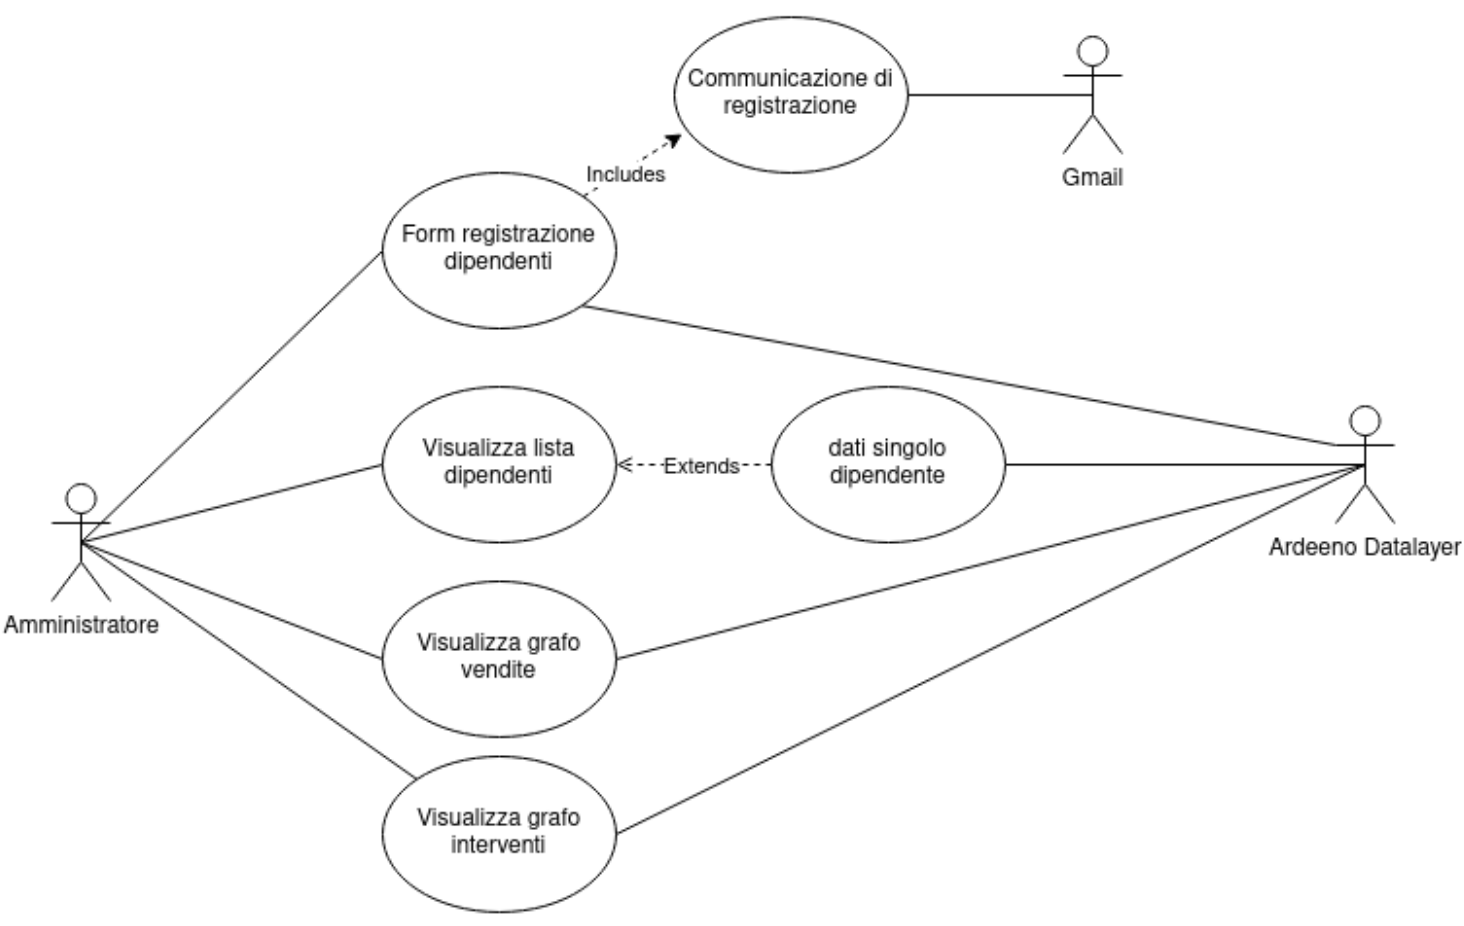 Communicazione di
registrazione
Gmail
Includes
Form registrazione
dipendenti
Visualizza lista
dipendenti
Extends
dati singolo
dipendente
Ardeeno Datalayer
Amministratore
Visualizza grafo
vendite
Visualizza grafo
interventi